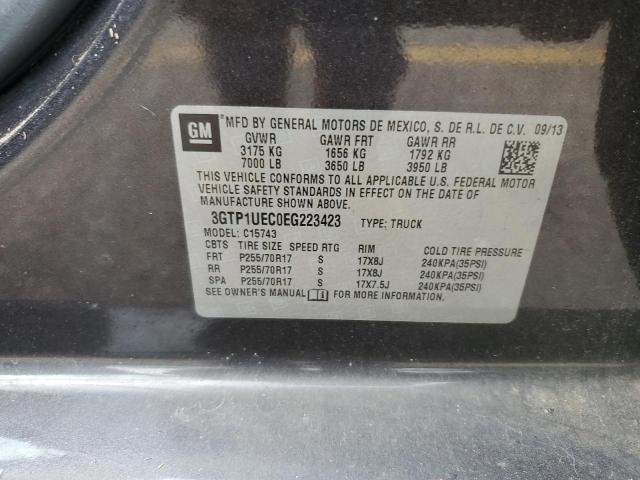 GM
MFD BY GENERAL MOTORS DE MEXICO, S. DE R.L. DE C.V. 09/13
GVWR GAWR FRT GAWR RR
3175 KG 1656 KG 1792 KG
7000 LB 3650 LB 3950 LB
THIS VEHICLE CONFORMS TO ALL APPLICABLE U.S. FEDERAL MOTOR
VEHICLE SAFETY STANDARDS IN EFFECT ON THE DATE OF
MANUFACTURE SHOWN ABOVE.
3GTP1UEC0EG223423 TYPE: TRUCK
MODEL: C15743
CBTS TIRE SIZE SPEED RTG RIM COLD TIRE PRESSURE
FRT P255/70R17 S 17X8J 240KPA(35PSI)
RR P255/70R17 S 17X8J 240KPA(35PSI)
SPA P255/70R17 S 17X7.5J 240KPA(35PSI)
SEE OWNER'S MANUAL FOR MORE INFORMATION.